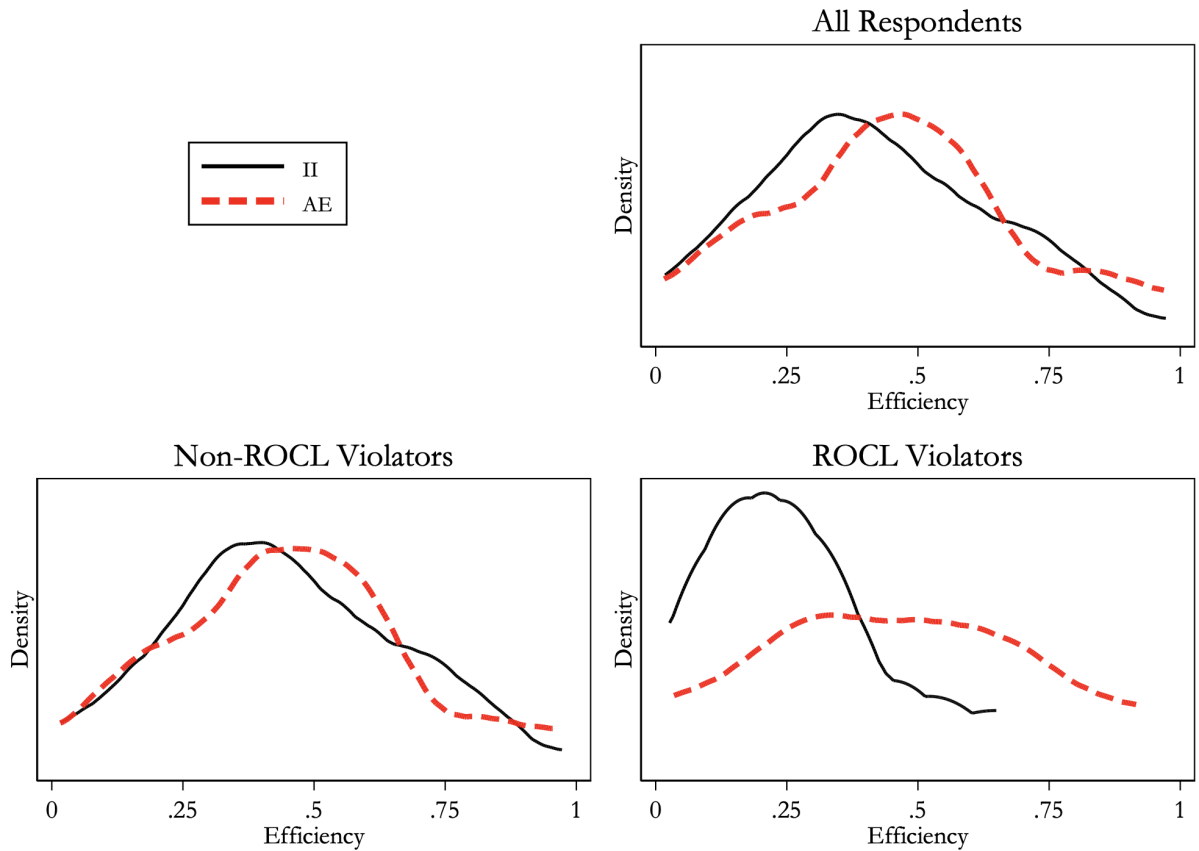 All Respondents
II
AE
Density
0 .25 .5 .75 1
Efficiency
Non-ROCL Violators
Density
0 .25 .5 .75 1
Efficiency
ROCL Violators
Density
0 .25 .5 .75 1
Efficiency